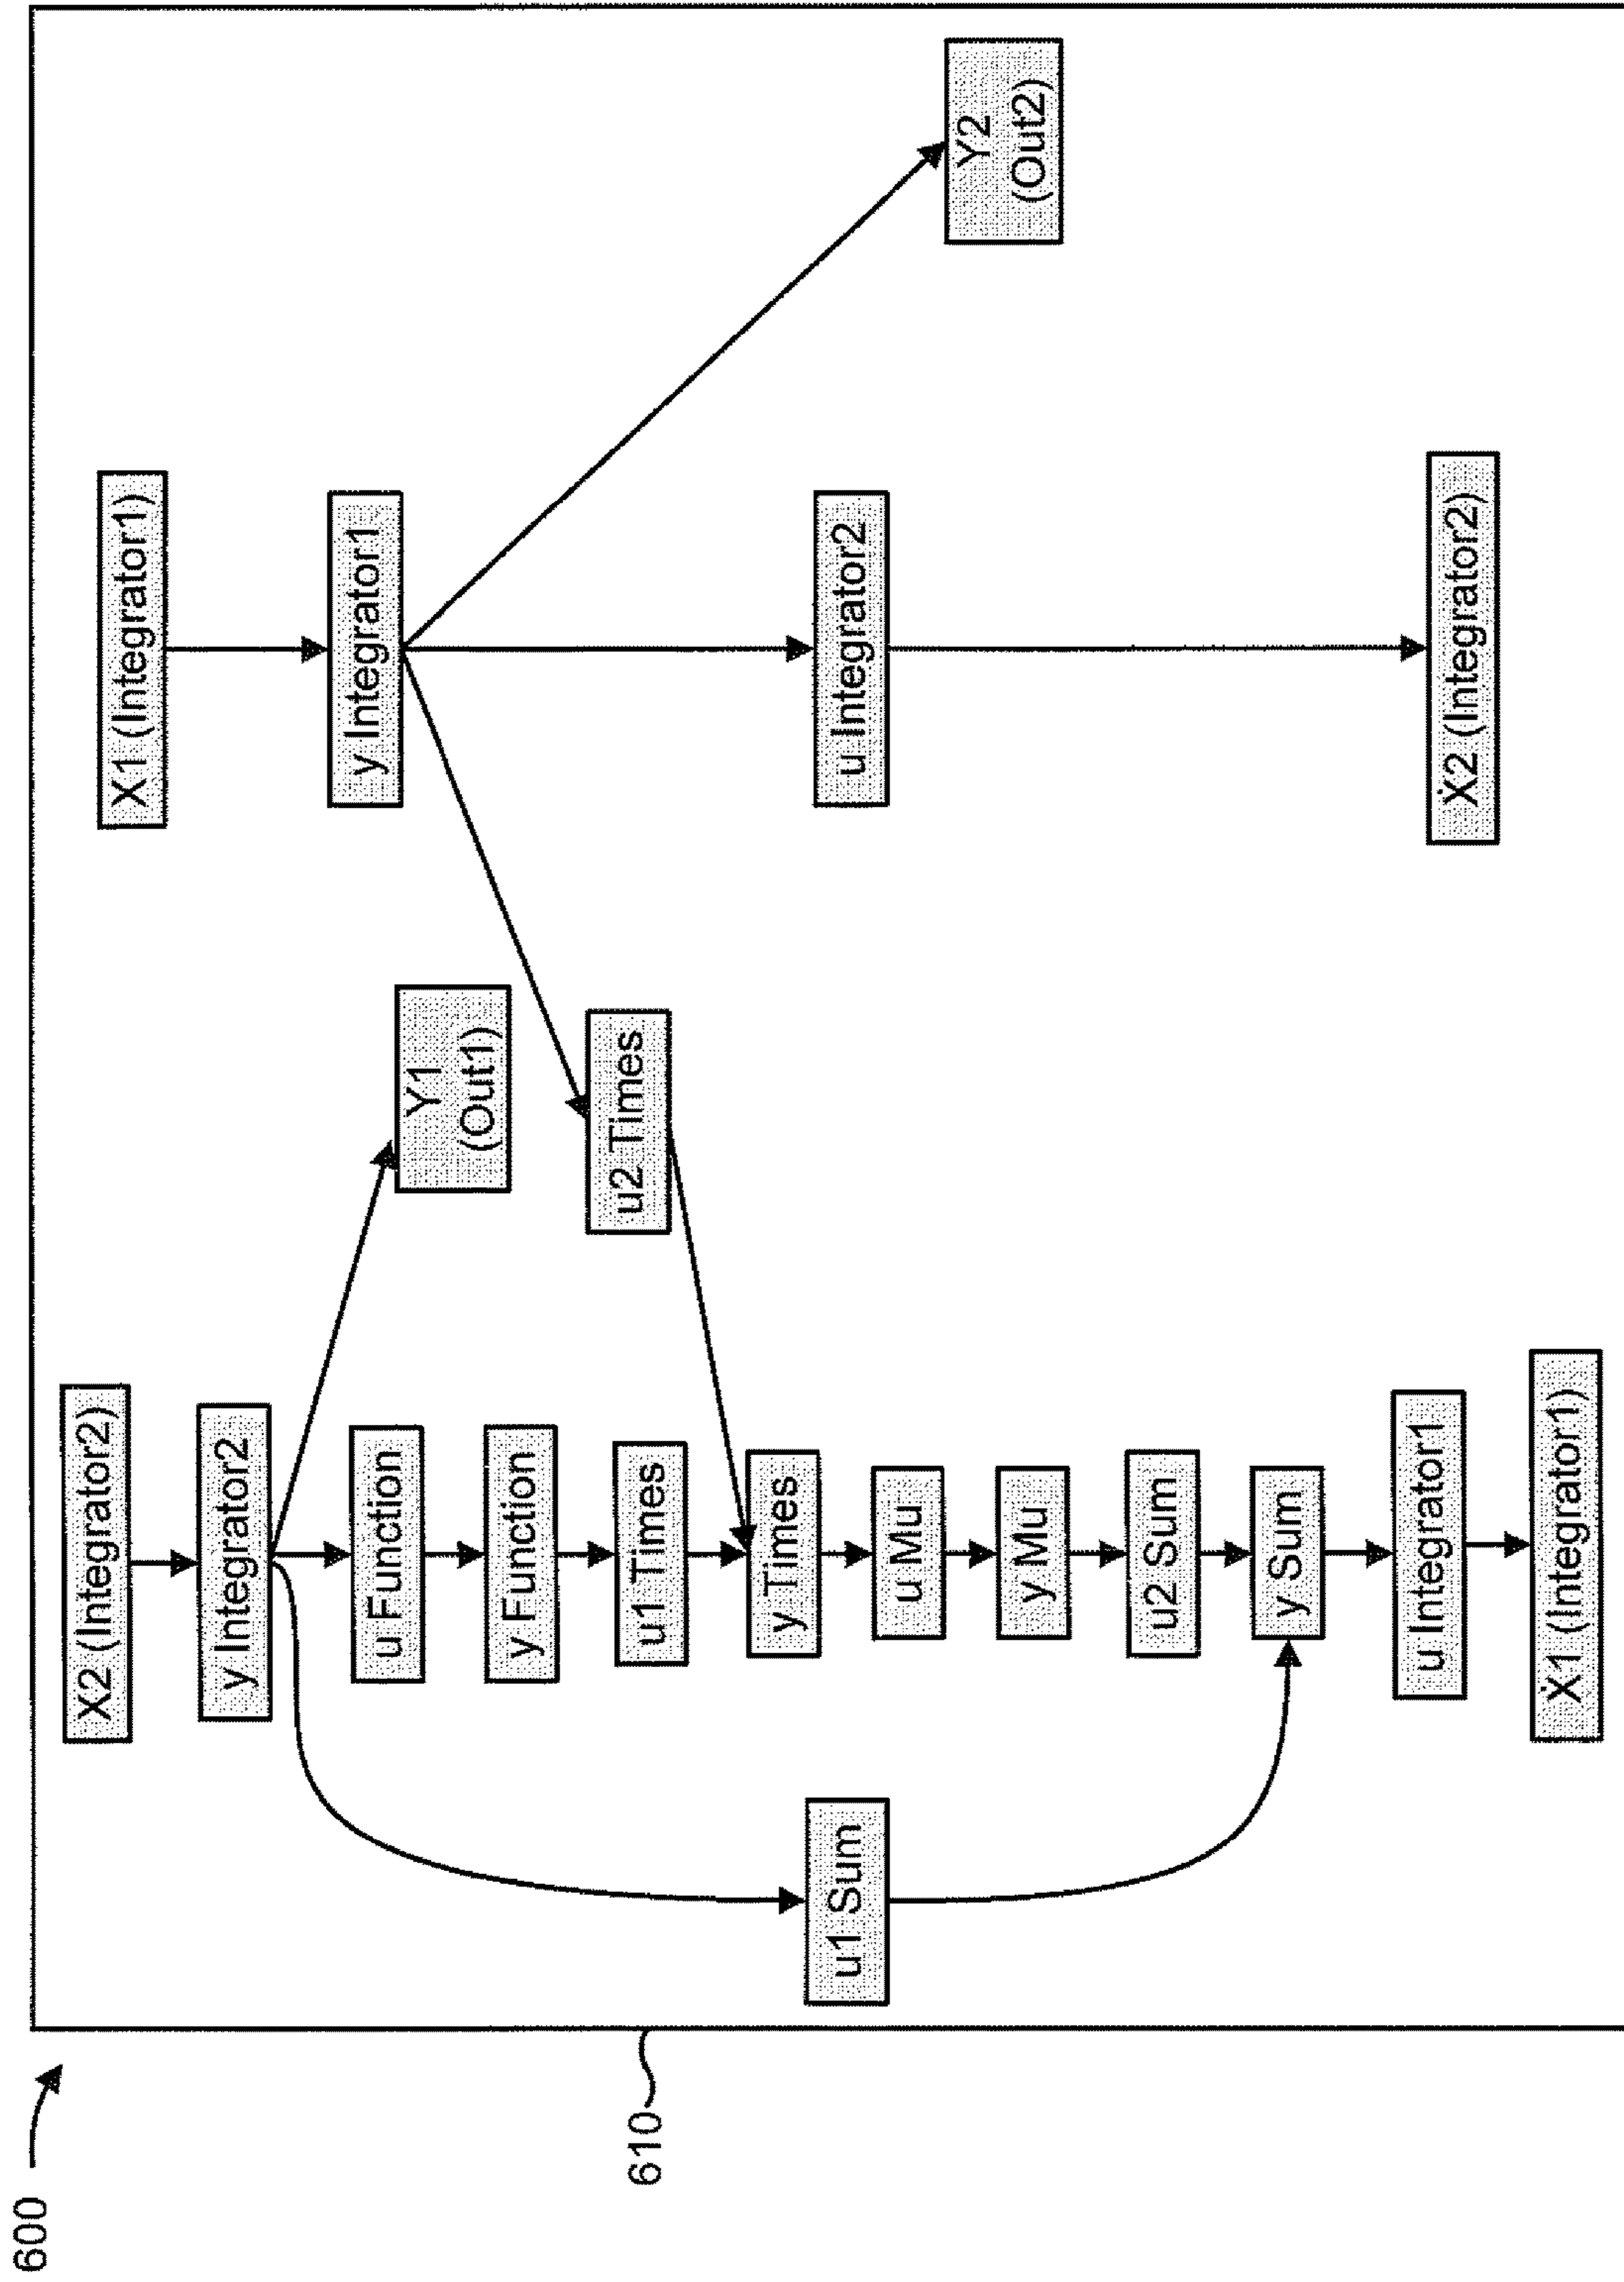 600
610
X2 (Integrator2)
X1 (Integrator1)
y Integrator2
y Integrator1
u Function
Y1
(Out1)
y Function
u1 Times
u2 Times
y Times
u1 Sum
u Integrator2
u Mu
Y2
(Out2)
y Mu
u2 Sum
y Sum
u Integrator1
Ẋ2 (Integrator2)
Ẋ1 (Integrator1)